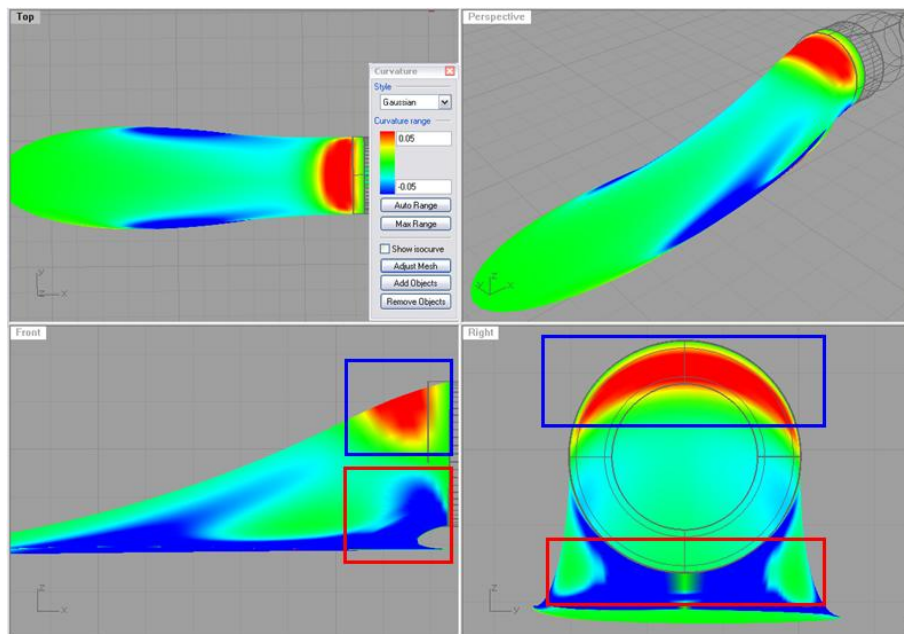 Top
Perspective
Curvature
Style
Gaussian
Curvature range
0.05
-0.05
Auto Range
Max Range
Show isocurve
Adjust Mesh
Add Objects
Remove Objects
y
z
x
z
y
x
Front
Right
z
x
z
y